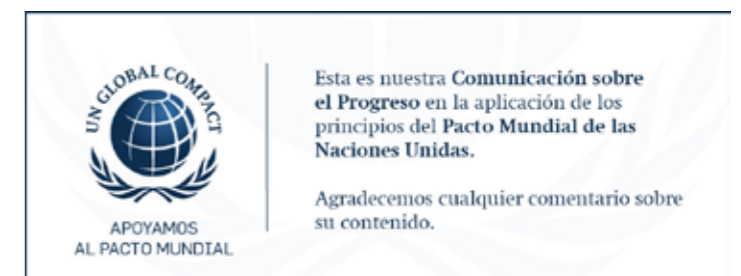 UN GLOBAL COMPACT
APOYAMOS
AL PACTO MUNDIAL
Esta es nuestra Comunicación sobre
el Progreso en la aplicación de los
principios del Pacto Mundial de las
Naciones Unidas.
Agradecemos cualquier comentario sobre
su contenido.